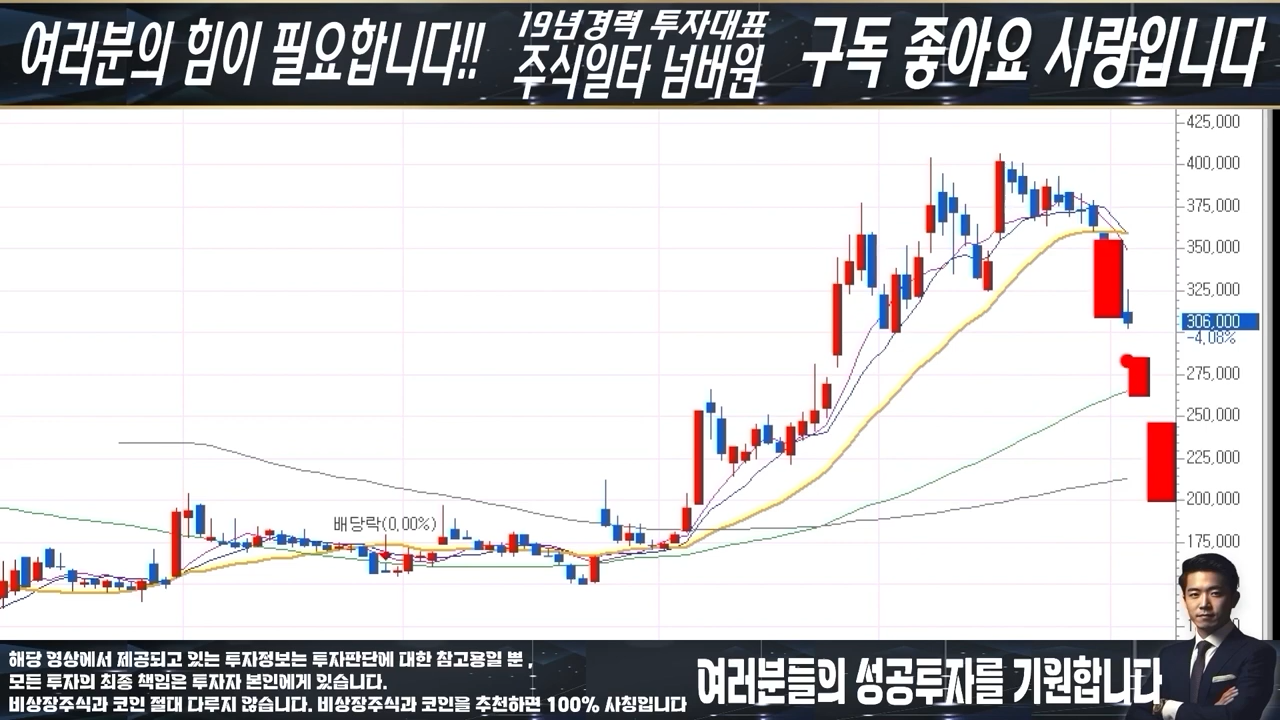 여러분의 힘이 필요합니다!!
19년경력 투자대표
주식일타 넘버원
구독 좋아요 사랑입니다
425,000
400,000
375,000
350,000
325,000
306,000
-4,08%
275,000
250,000
225,000
200,000
175,000
배당락(0,00%)
해당 영상에서 제공되고 있는 투자정보는 투자판단에 대한 참고용일 뿐 ,
모든 투자의 최종 책임은 투자자 본인에게 있습니다.
비상장주식과 코인 절대 다루지 않습니다. 비상장주식과 코인을 추천하면 100% 사칭입니다
여러분들의 성공투자를 기원합니다